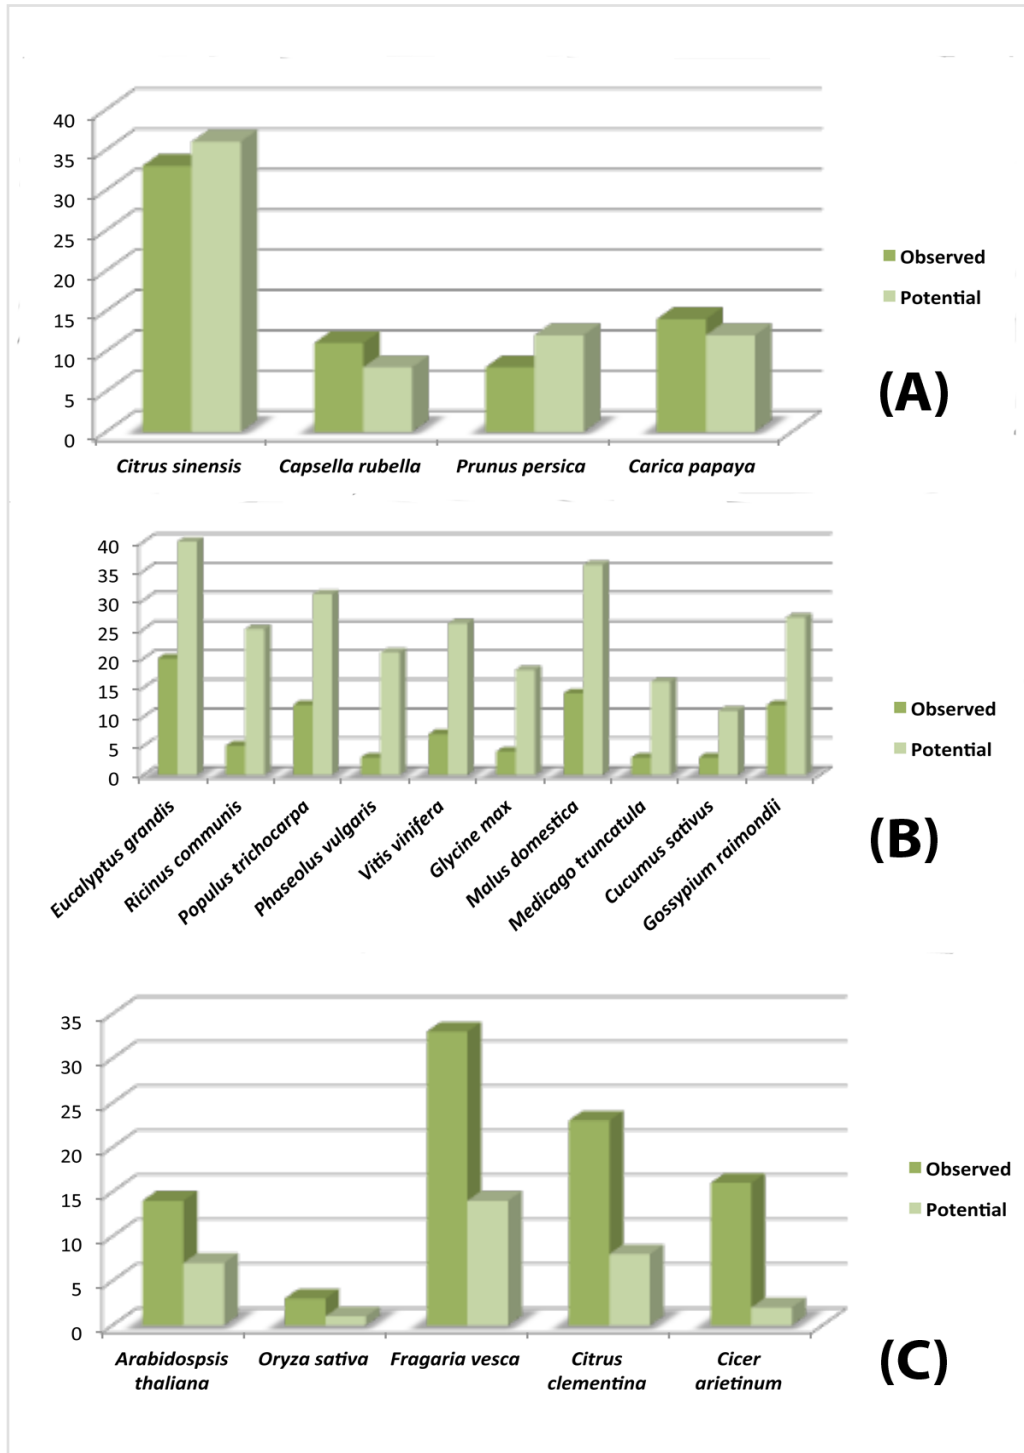 40
35
30
25
20
15
10
5
0
Observed
Potential
(A)
Citrus sinensis Capsella rubella Prunus persica Carica papaya
40
35
30
25
20
15
10
5
0
Observed
Potential
(B)
Eucalyptus grandis
Ricinus communis
Populus trichocarpa
Phaseolus vulgaris
Vitis vinifera
Glycine max
Malus domestica
Medicago truncatula
Cucumus sativus
Gossypium raimondii
35
30
25
20
15
10
5
0
Observed
Potential
(C)
Arabidospsis Oryza sativa Fragaria vesca Citrus Cicer
thaliana clementina arietinum